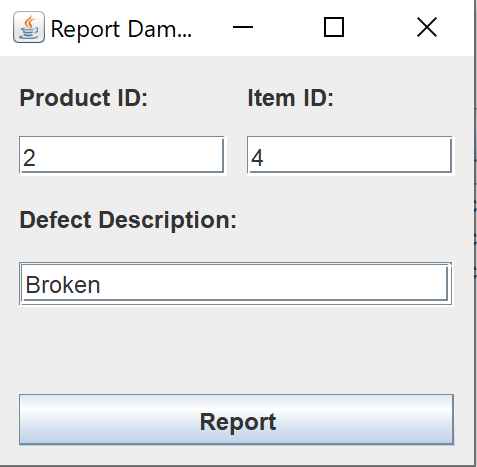 Report Dam...
Product ID: Item ID:
2 4
Defect Description:
Broken
Report